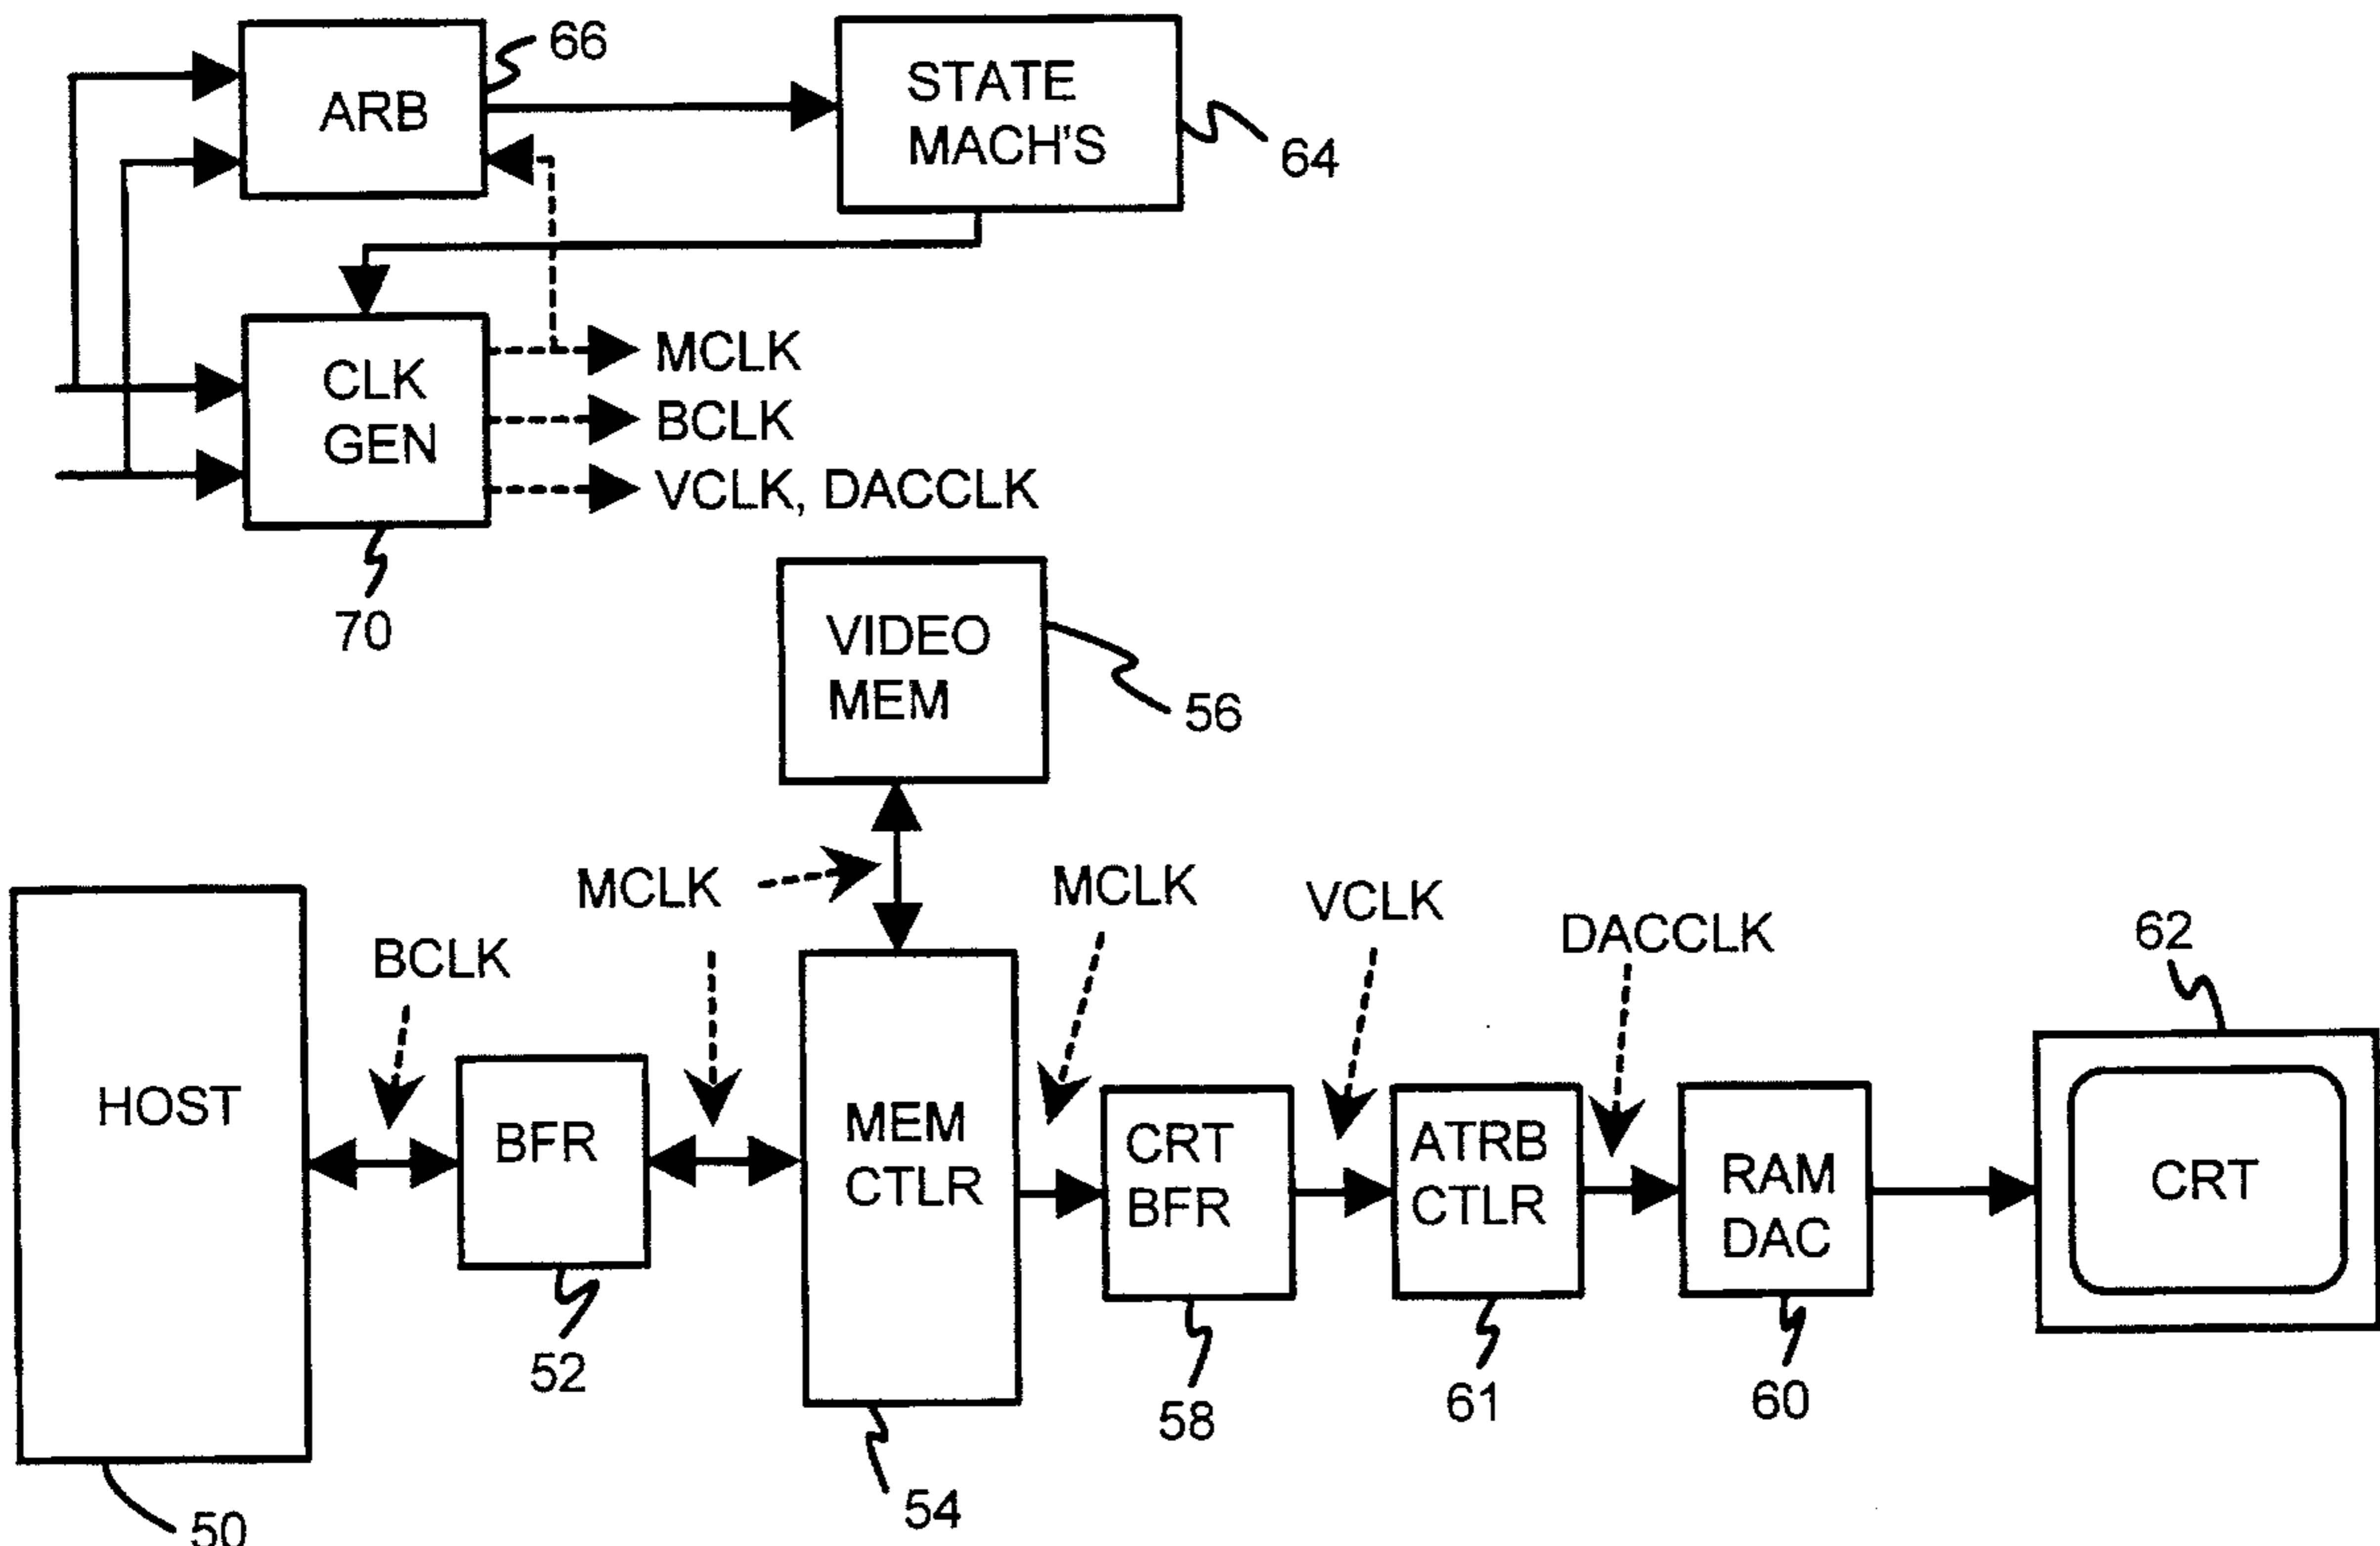 66
ARB
STATE
MACH'S
64
CLK
GEN
MCLK
BCLK
VCLK, DACCLK
70
VIDEO
MEM
56
MCLK
MCLK
VCLK
DACCLK
62
BCLK
HOST
BFR
MEM
CTLR
CRT
BFR
ATRB
CTLR
RAM
DAC
CRT
52
58
61
60
54
50